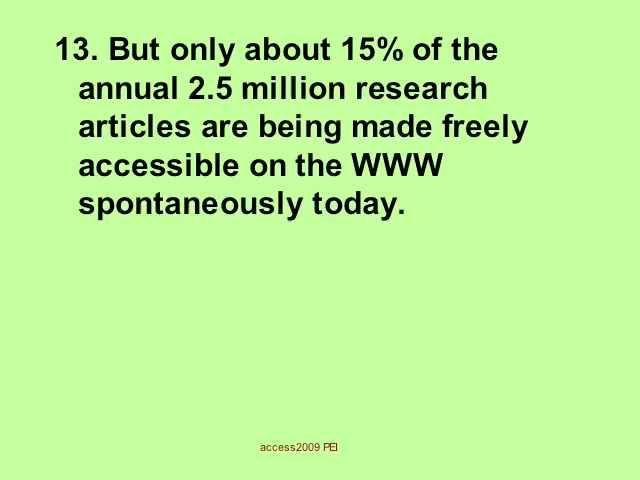 13. But only about 15% of the
annual 2.5 million research
articles are being made freely
accessible on the WWW
spontaneously today.
access2009 PEI